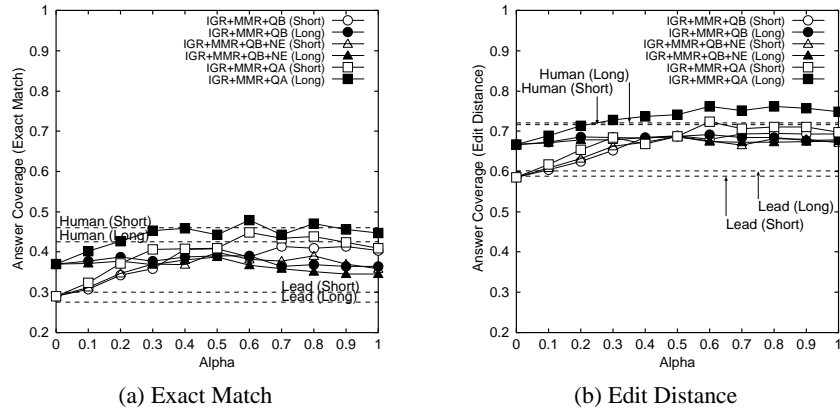 Answer Coverage (Exact Match)
1
0.9
0.8
0.7
0.6
0.5
0.4
0.3
0.2
IGR+MMR+QB (Short)
IGR+MMR+QB (Long)
IGR+MMR+QB+NE (Short)
IGR+MMR+QB+NE (Long)
IGR+MMR+QA (Short)
IGR+MMR+QA (Long)
Human (Short)
Human (Long)
Lead (Short)
Lead (Long)
0 0.1 0.2 0.3 0.4 0.5 0.6 0.7 0.8 0.9 1
Alpha
(a) Exact Match
Answer Coverage (Edit Distance)
1
0.9
0.8
0.7
0.6
0.5
0.4
0.3
0.2
IGR+MMR+QB (Short)
IGR+MMR+QB (Long)
IGR+MMR+QB+NE (Short)
IGR+MMR+QB+NE (Long)
IGR+MMR+QA (Short)
IGR+MMR+QA (Long)
Human (Long)
Human (Short)
Lead (Long)
Lead (Short)
0 0.1 0.2 0.3 0.4 0.5 0.6 0.7 0.8 0.9 1
Alpha
(b) Edit Distance